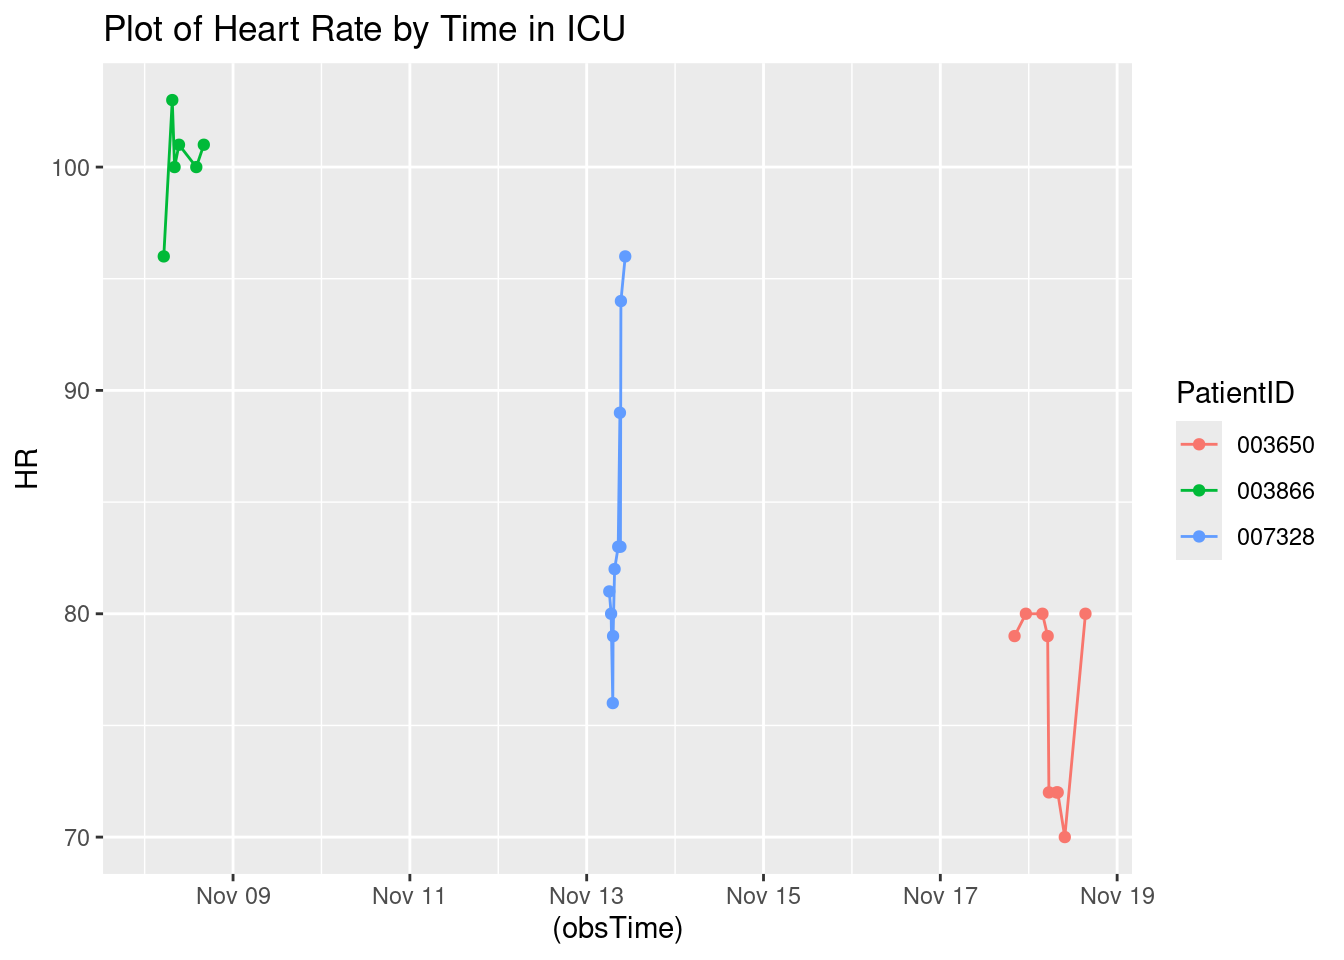 Plot of Heart Rate by Time in ICU
100
90
80
70
HR
Nov 09 Nov 11 Nov 13 Nov 15 Nov 17 Nov 19
(obsTime)
PatientID
003650
003866
007328